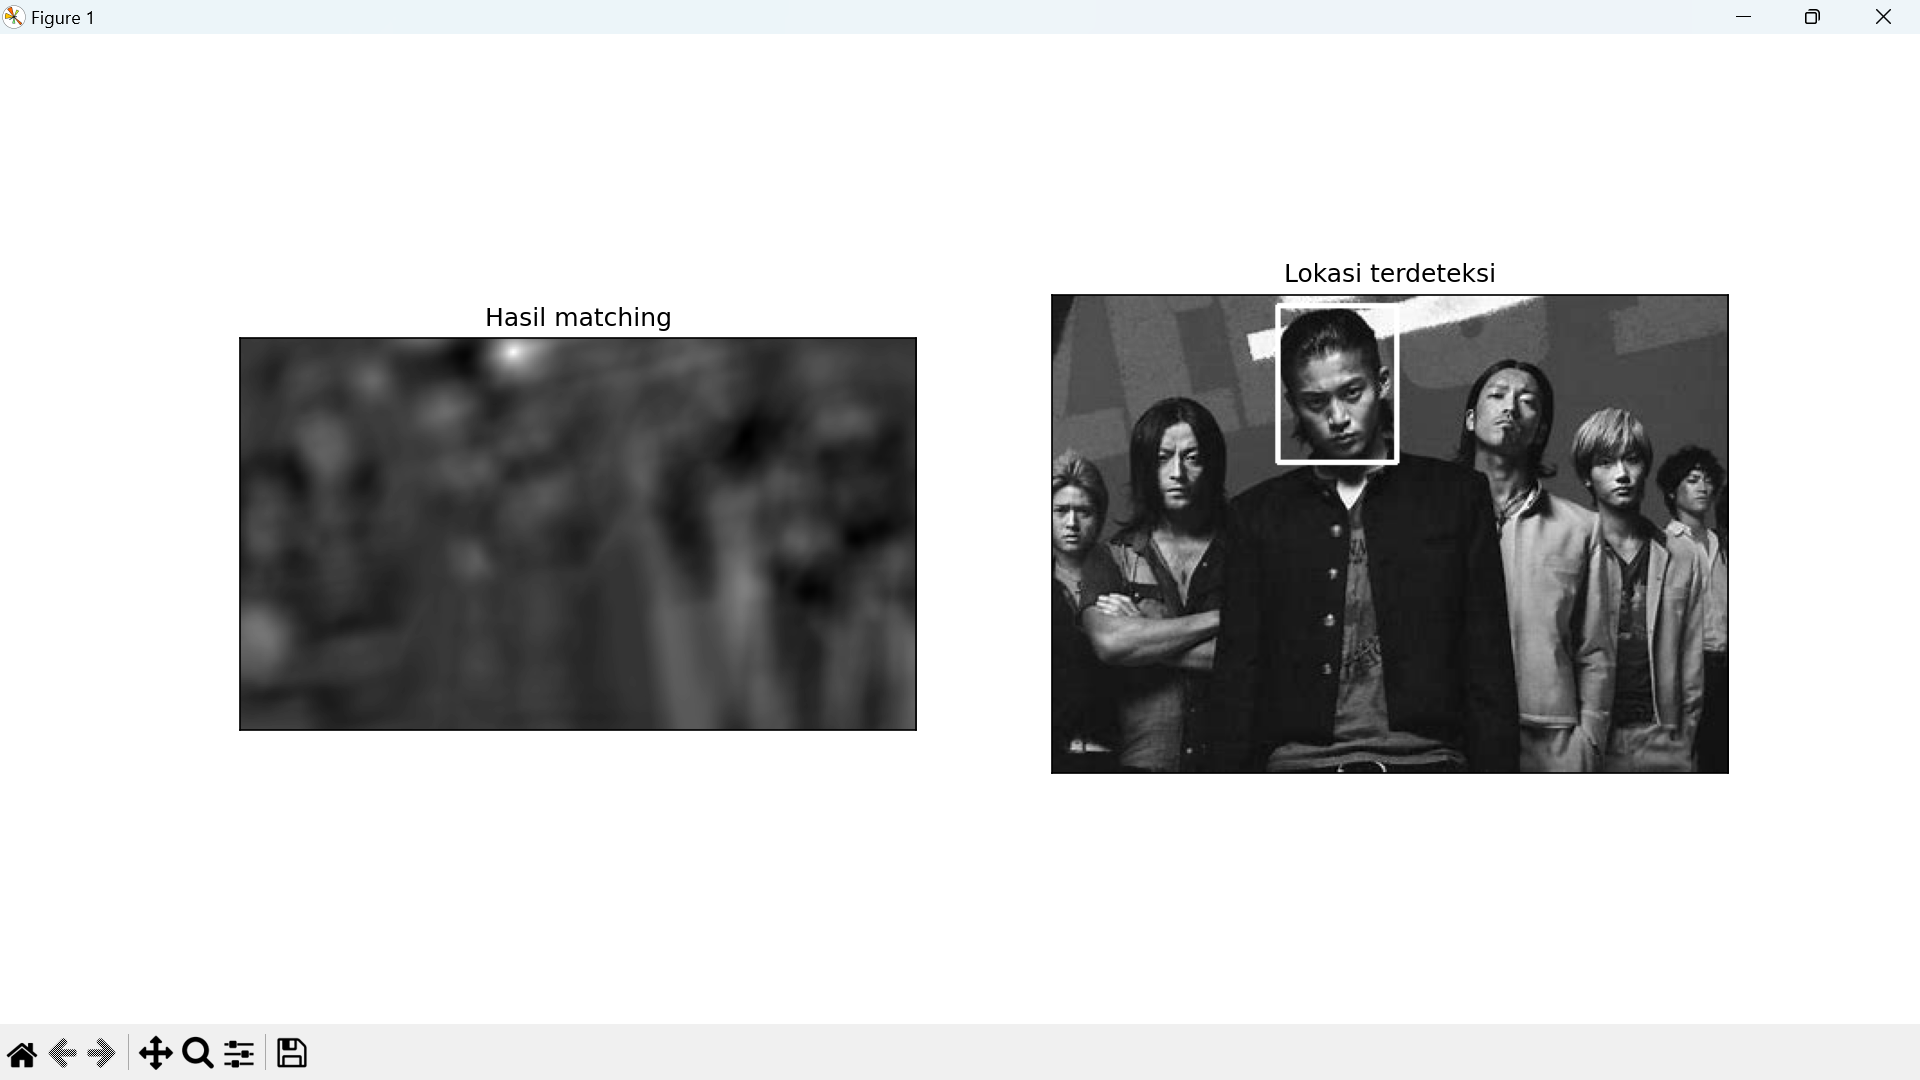 Figure 1
Hasil matching
Lokasi terdeteksi